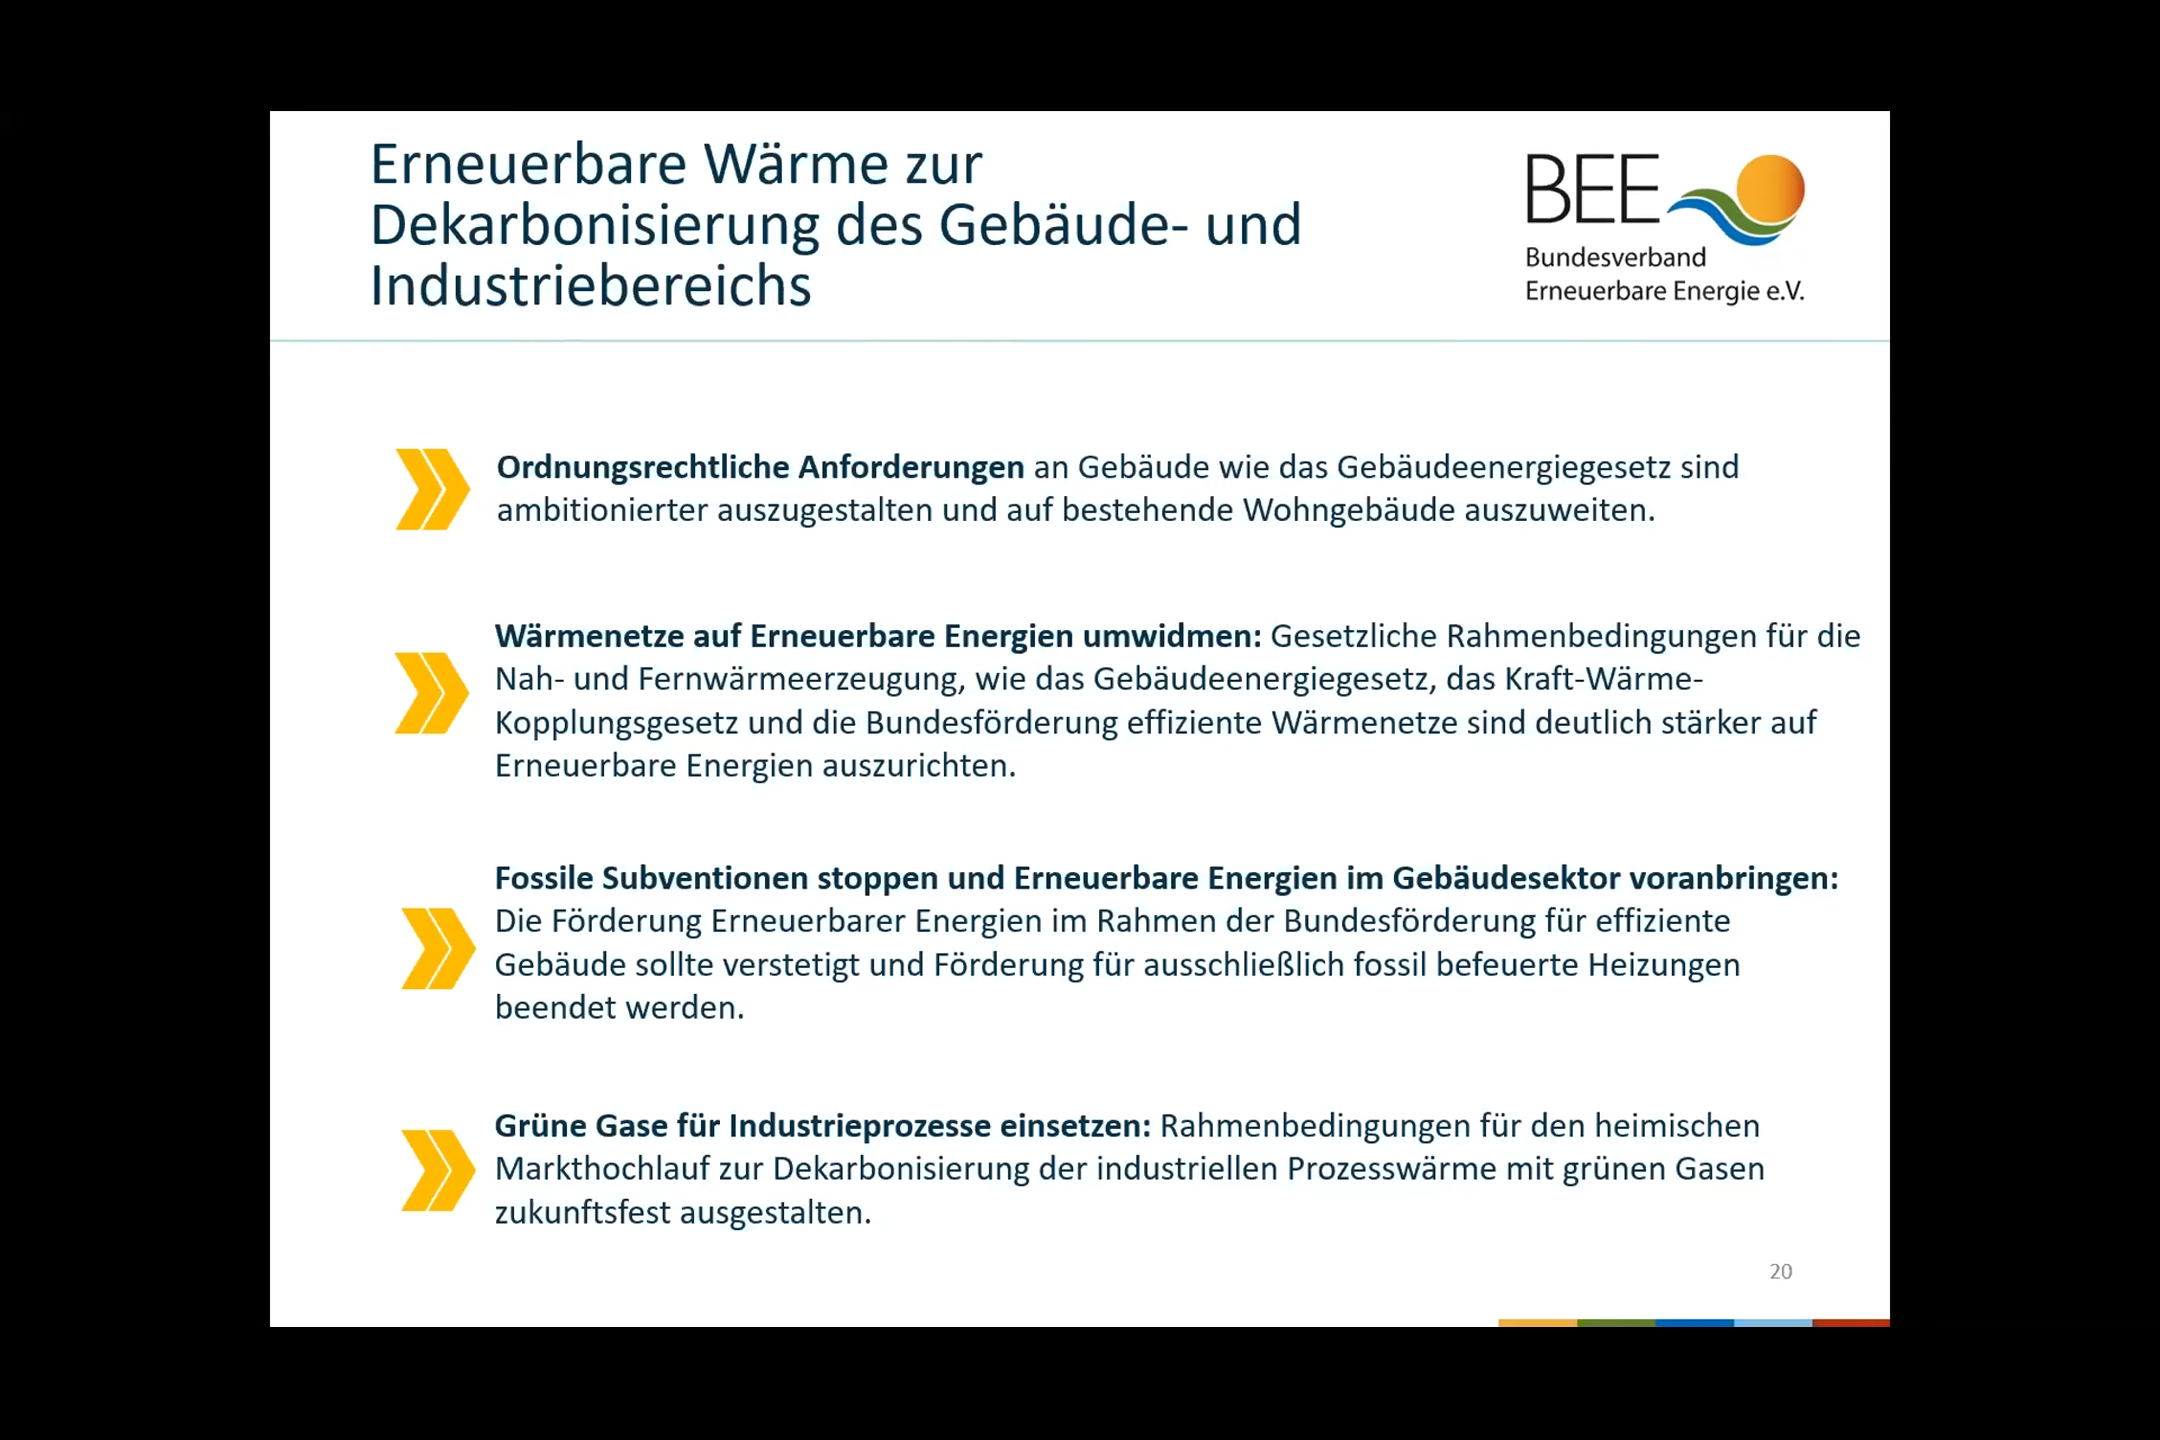 Erneuerbare Wärme zur
Dekarbonisierung des Gebäude- und
Industriebereichs
BEE
Bundesverband
Erneuerbare Energie e.V.
Ordnungsrechtliche Anforderungen an Gebäude wie das Gebäudeenergiegesetz sind
ambitionierter auszugestalten und auf bestehende Wohngebäude auszuweiten.
Wärmenetze auf Erneuerbare Energien umwidmen: Gesetzliche Rahmenbedingungen für die
Nah- und Fernwärmeerzeugung, wie das Gebäudeenergiegesetz, das Kraft-Wärme-
Kopplungsgesetz und die Bundesförderung effiziente Wärmenetze sind deutlich stärker auf
Erneuerbare Energien auszurichten.
Fossile Subventionen stoppen und Erneuerbare Energien im Gebäudesektor voranbringen:
Die Förderung Erneuerbarer Energien im Rahmen der Bundesförderung für effiziente
Gebäude sollte verstetigt und Förderung für ausschließlich fossil befeuerte Heizungen
beendet werden.
Grüne Gase für Industrieprozesse einsetzen: Rahmenbedingungen für den heimischen
Markthochlauf zur Dekarbonisierung der industriellen Prozesswärme mit grünen Gasen
zukunftsfest ausgestalten.
20